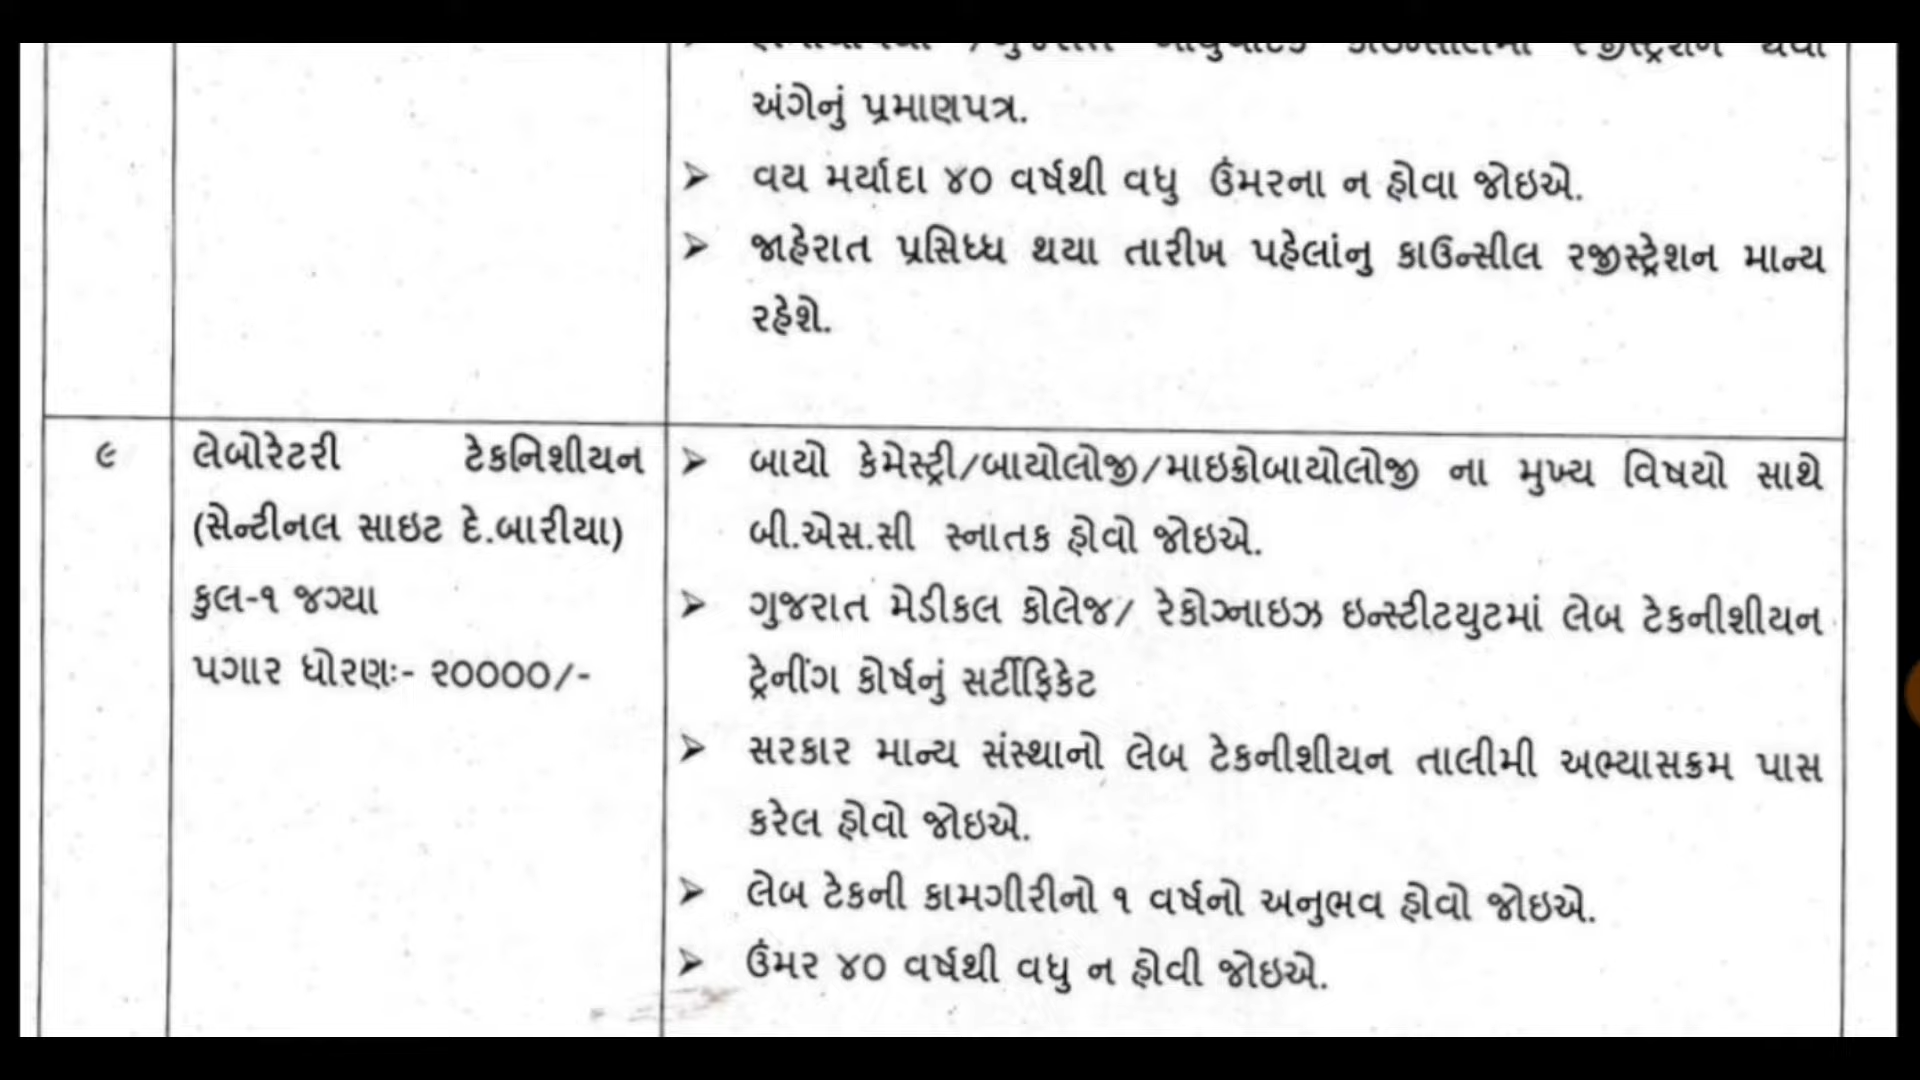 અંગેનું પ્રમાણપત્ર.
➢ વય મર્યાદા ૪૦ વર્ષથી વધુ ઉંમરના ન હોવા જોઇએ.
➢ જાહેરાત પ્રસિધ્ધ થયા તારીખ પહેલાંનુ કાઉન્સીલ રજીસ્ટ્રેશન માન્ય
રહેશે.
૯
લેબોરેટરી ટેકનિશીયન
(સેન્ટીનલ સાઇટ દે.બારીયા)
કુલ-૧ જગ્યા
પગાર ધોરણઃ- ૨૦૦૦૦/-
➢ બાયો કેમેસ્ટ્રી/બાયોલોજી/માઇક્રોબાયોલોજી ના મુખ્ય વિષયો સાથે
બી.એસ.સી સ્નાતક હોવો જોઇએ.
➢ ગુજરાત મેડીકલ કોલેજ/ રેકોગ્નાઇઝ ઇન્સ્ટીટયુટમાં લેબ ટેકનીશીયન
ટ્રેનીંગ કોર્ષનું સર્ટીફિકેટ
➢ સરકાર માન્ય સંસ્થાનો લેબ ટેકનીશીયન તાલીમી અભ્યાસક્રમ પાસ
કરેલ હોવો જોઇએ.
➢ લેબ ટેકની કામગીરીનો ૧ વર્ષનો અનુભવ હોવો જોઇએ.
➢ ઉંમર ૪૦ વર્ષથી વધુ ન હોવી જોઇએ.